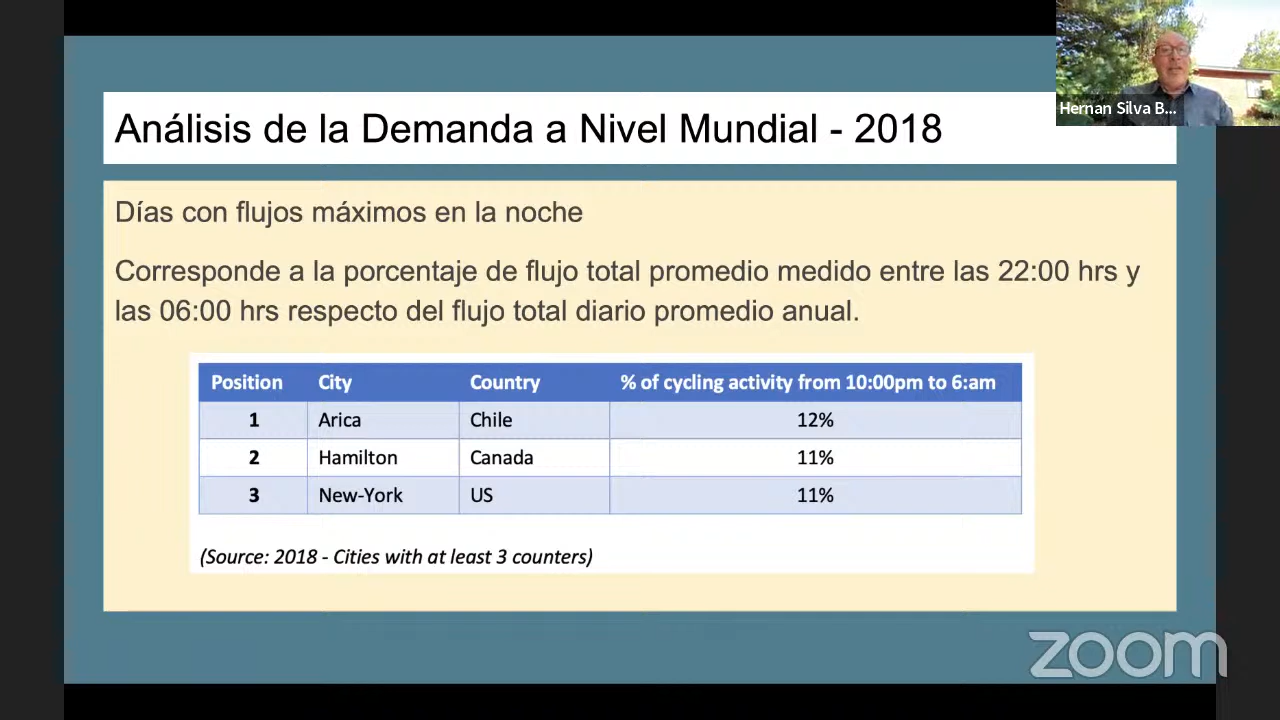 Análisis de la Demanda a Nivel Mundial - 2018
Hernan Silva B...
Días con flujos máximos en la noche
Corresponde a la porcentaje de flujo total promedio medido entre las 22:00 hrs y
las 06:00 hrs respecto del flujo total diario promedio anual.
Position City Country % of cycling activity from 10:00pm to 6:am
1 Arica Chile 12%
2 Hamilton Canada 11%
3 New-York US 11%
(Source: 2018 - Cities with at least 3 counters)
zoom